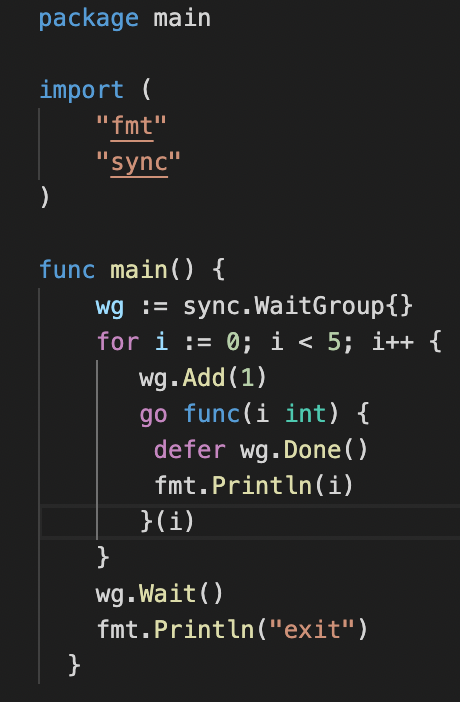 package main

import (
    "fmt"
    "sync"
)

func main() {
    wg := sync.WaitGroup{}
    for i := 0; i < 5; i++ {
       wg.Add(1)
       go func(i int) {
        defer wg.Done()
        fmt.Println(i)
       }(i)
    }
    wg.Wait()
    fmt.Println("exit")
  }